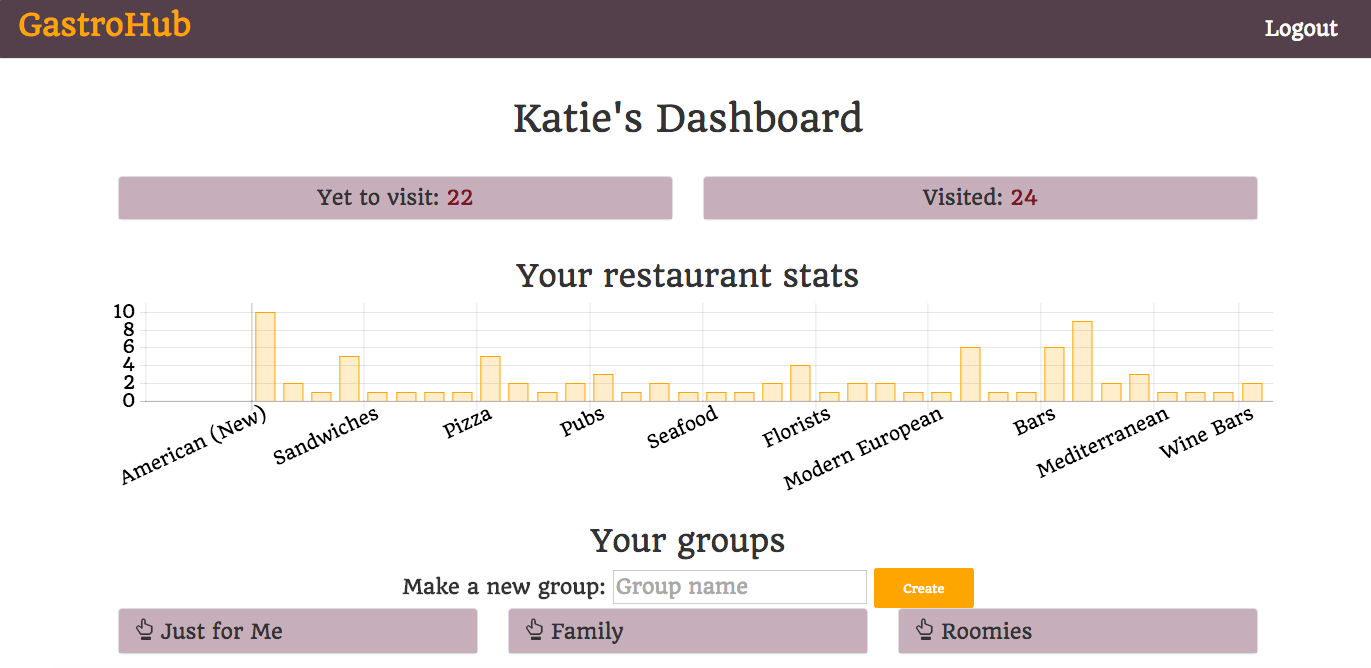 GastroHub
Logout
Katie's Dashboard
Yet to visit: 22
Visited: 24
Your restaurant stats
10
8
6
4
2
0
American (New)
Sandwiches
Pizza
Pubs
Seafood
Florists
Modern European
Bars
Mediterranean
Wine Bars
Your groups
Make a new group: Group name Create
Just for Me
Family
Roomies